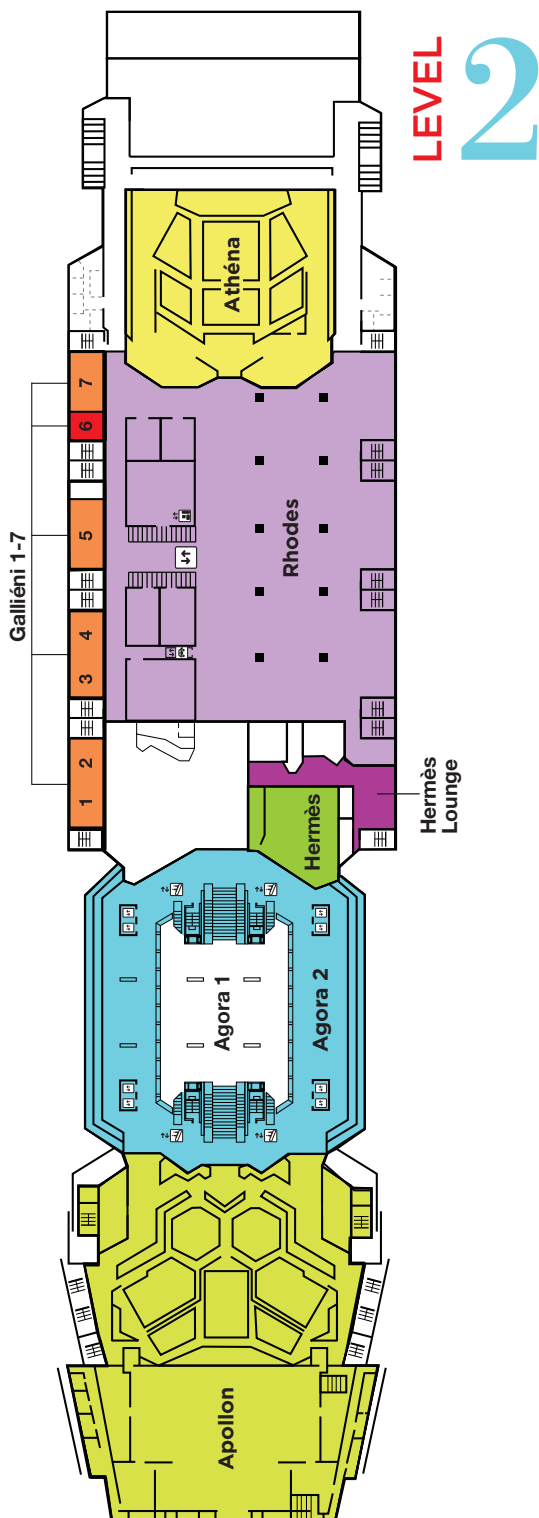 LEVEL
2
Galliéni 1-7
1
2
3
4
5
6
7
Apollon
Agora 1
Agora 2
Hermès
Hermès
Lounge
Rhodes
Athéna